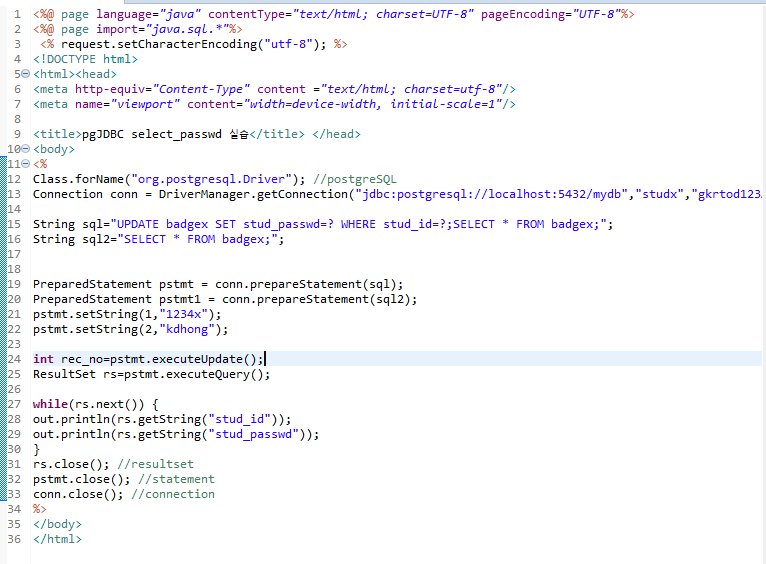 1 <%@ page language="java" contentType="text/html; charset=UTF-8" pageEncoding="UTF-8"%>
2 <%@ page import="java.sql.*"%>
3 <% request.setCharacterEncoding("utf-8"); %>
4 <!DOCTYPE html>
5 <html><head>
6 <meta http-equiv="Content-Type" content ="text/html; charset=utf-8"/>
7 <meta name="viewport" content="width=device-width, initial-scale=1"/>
8
9 <title>pgJDBC select_passwd 실습</title> </head>
10 <body>
11 <%
12 Class.forName("org.postgresql.Driver"); //postgreSQL
13 Connection conn = DriverManager.getConnection("jdbc:postgresql://localhost:5432/mydb","studx","gkrtod123
14
15 String sql="UPDATE badgex SET stud_passwd=? WHERE stud_id=?;SELECT * FROM badgex;";
16 String sql2="SELECT * FROM badgex;";
17
18
19 PreparedStatement pstmt = conn.prepareStatement(sql);
20 PreparedStatement pstmt1 = conn.prepareStatement(sql2);
21 pstmt.setString(1,"1234x");
22 pstmt.setString(2,"kdhong");
23
24 int rec_no=pstmt.executeUpdate();
25 ResultSet rs=pstmt.executeQuery();
26
27 while(rs.next()) {
28 out.println(rs.getString("stud_id"));
29 out.println(rs.getString("stud_passwd"));
30 }
31 rs.close(); //resultset
32 pstmt.close(); //statement
33 conn.close(); //connection
34 %>
35 </body>
36 </html>